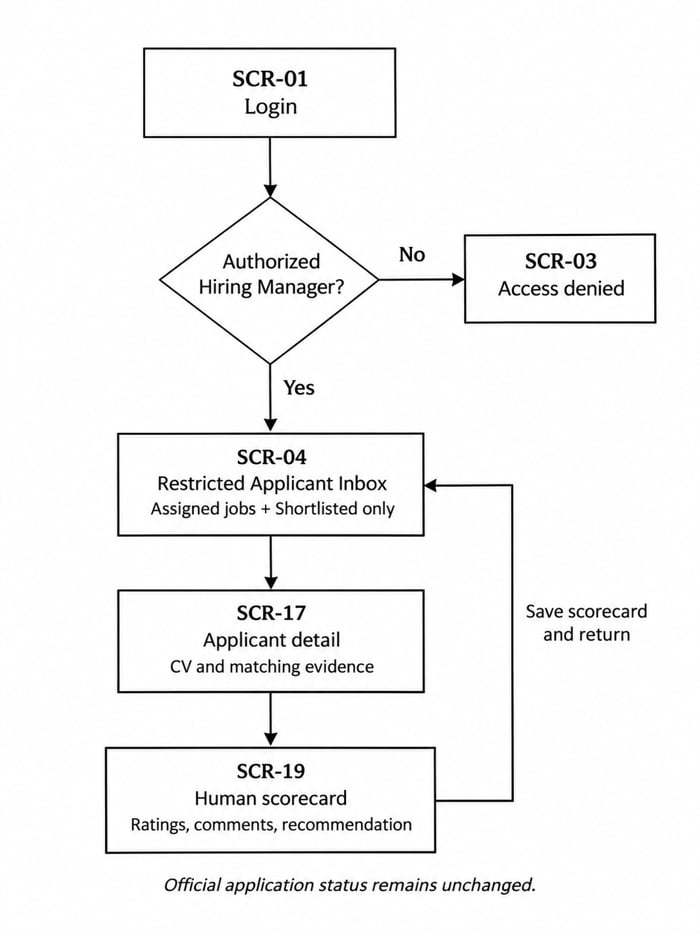 SCR-01
Login
Authorized
Hiring Manager?
No
SCR-03
Access denied
Yes
SCR-04
Restricted Applicant Inbox
Assigned jobs + Shortlisted only
SCR-17
Applicant detail
CV and matching evidence
Save scorecard
and return
SCR-19
Human scorecard
Ratings, comments, recommendation
Official application status remains unchanged.